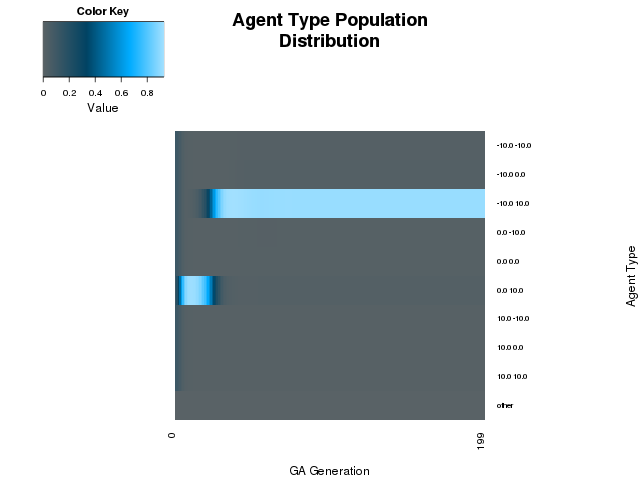 Color Key
0 0.2 0.4 0.6 0.8
Value
Agent Type Population
Distribution
-10.0 -10.0
-10.0 0.0
-10.0 10.0
0.0 -10.0
0.0 0.0
0.0 10.0
10.0 -10.0
10.0 0.0
10.0 10.0
other
Agent Type
0 199
GA Generation